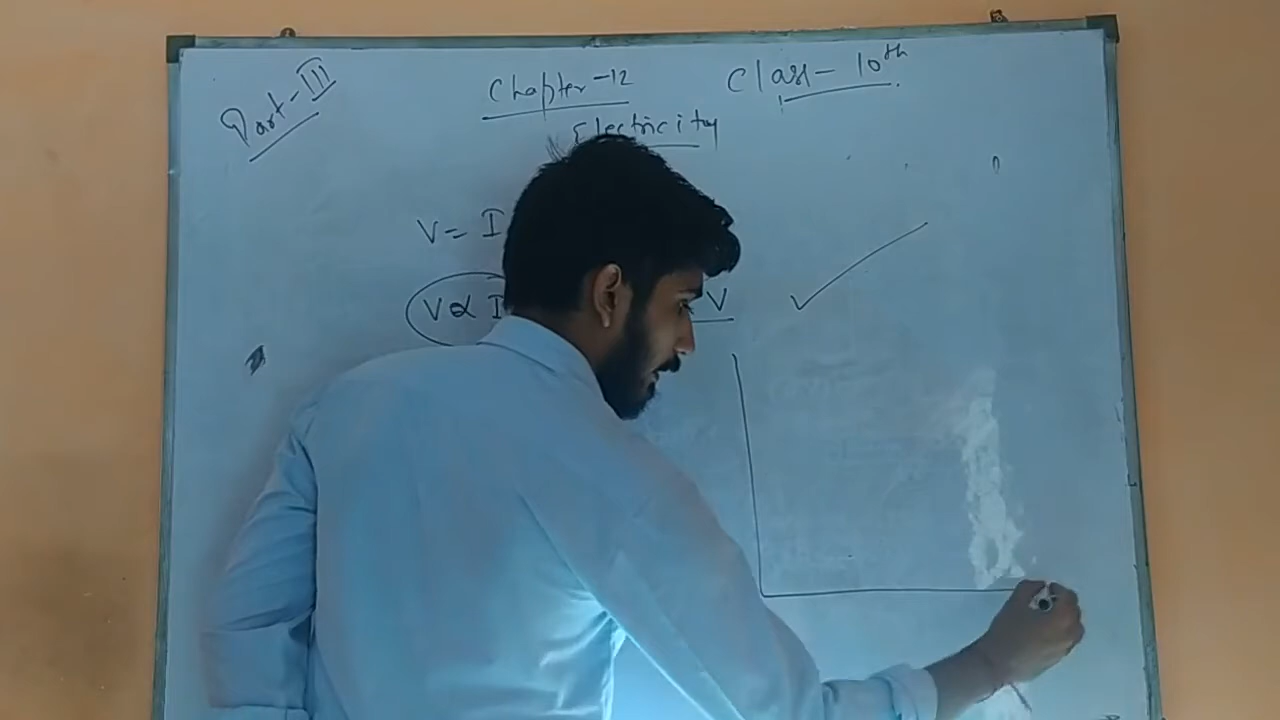 Part-III
Chapter-12
Class-10th
Electricity
V= I
V∝ I
V